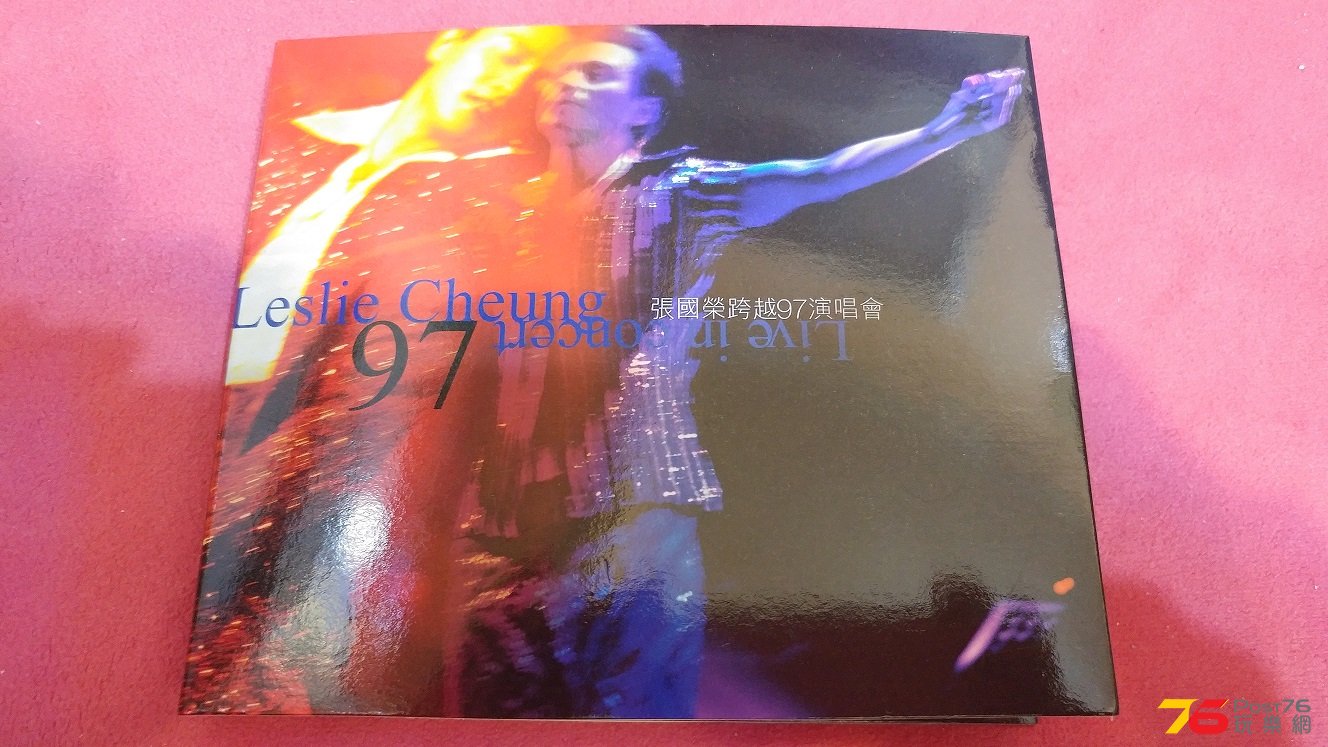 Leslie Cheung
張國榮跨越97演唱會
97
Live in concert
76 Post76
玩樂網